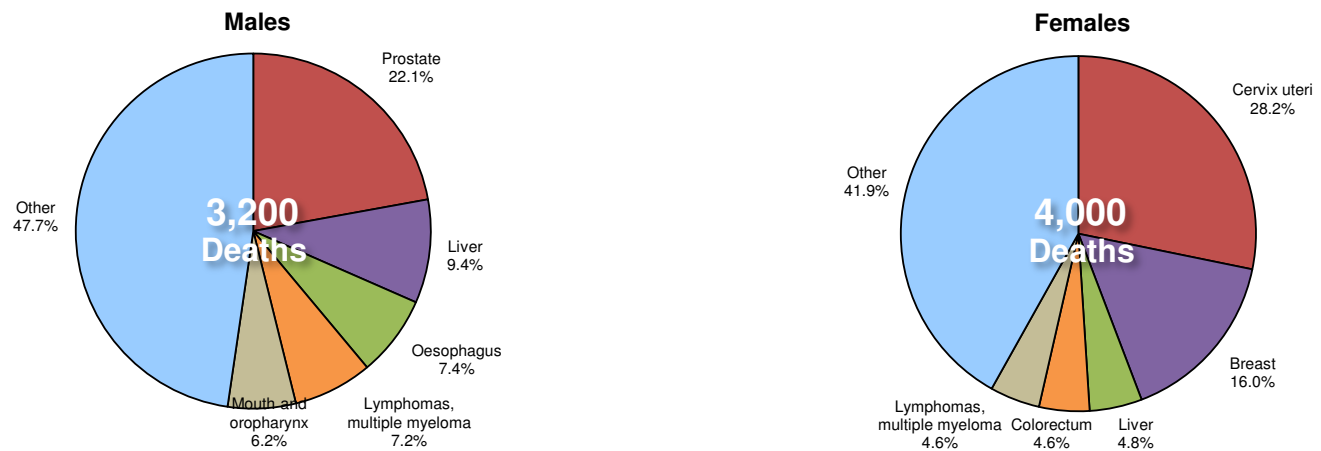 Males
Prostate
22.1%
Liver
9.4%
Oesophagus
7.4%
Lymphomas,
multiple myeloma
7.2%
Mouth and
oropharynx
6.2%
Other
47.7%
3,200
Deaths
Females
Cervix uteri
28.2%
Breast
16.0%
Liver
4.8%
Colorectum
4.6%
Lymphomas,
multiple myeloma
4.6%
Other
41.9%
4,000
Deaths